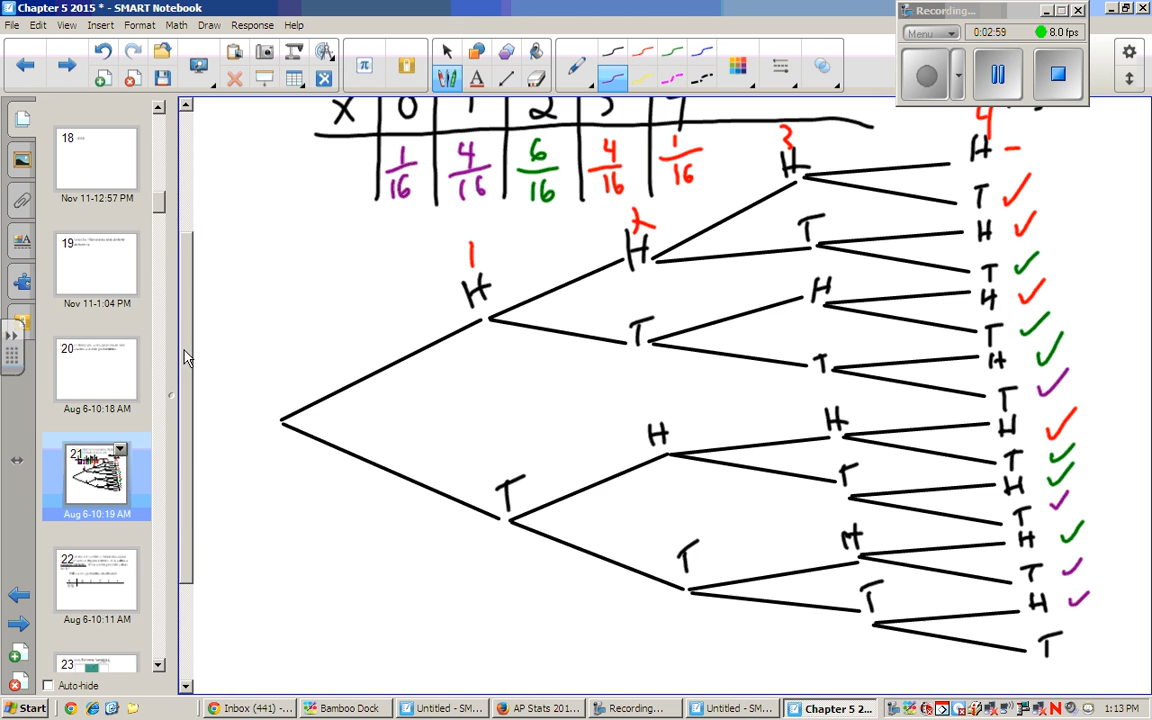 Chapter 5 2015 * - SMART Notebook
Recording...
File Edit View Insert Format Math Draw Response Help
Menu 0:02:59 8.0 fps
18
Nov 11-12:57 PM
19
Nov 11-1:04 PM
20
Aug 6-10:18 AM
21
Aug 6-10:19 AM
22
Aug 6-10:11 AM
23
Auto-hide
X 0 1 2 3 4
1/16 4/16 6/16 4/16 1/16
1 2 3 4
H
T
H
T
H
T
H
T
H
T
H
T
H
T
H
T
H
T
H
T
H
T
H
T
H
T
H
T
H
T
Start Inbox (441) -... Bamboo Dock Untitled - SM... AP Stats 201... Recording... Untitled - SM... Chapter 5 2... 1:13 PM